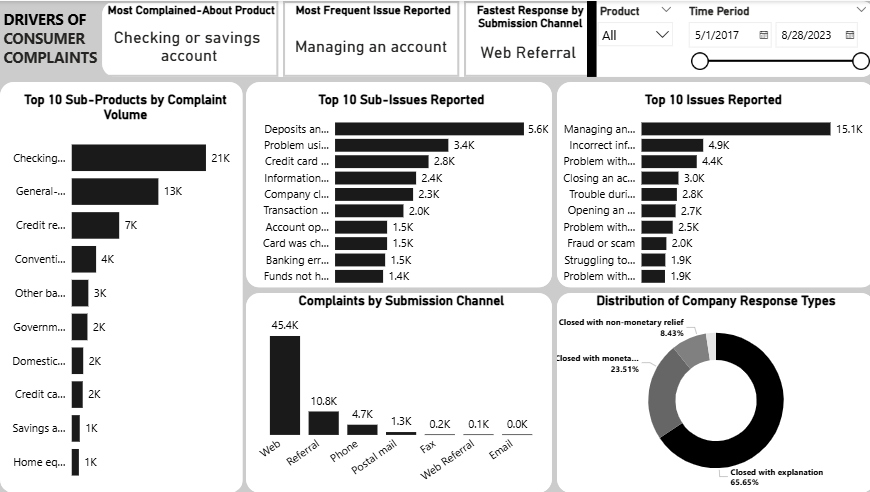 DRIVERS OF
CONSUMER
COMPLAINTS
Most Complained-About Product
Checking or savings
account
Most Frequent Issue Reported
Managing an account
Fastest Response by
Submission Channel
Web Referral
Product
All
Time Period
5/1/2017
8/28/2023
Top 10 Sub-Products by Complaint
Volume
Checking... 21K
General-... 13K
Credit re... 7K
Conventi... 4K
Other ba... 3K
Governm... 2K
Domestic... 2K
Credit ca... 2K
Savings a... 1K
Home eq... 1K
Top 10 Sub-Issues Reported
Deposits an... 5.6K
Problem usi... 3.4K
Credit card ... 2.8K
Information... 2.4K
Company cl... 2.3K
Transaction ... 2.0K
Account op... 1.5K
Card was ch... 1.5K
Banking err... 1.5K
Funds not h... 1.4K
Top 10 Issues Reported
Managing an... 15.1K
Incorrect inf... 4.9K
Problem with... 4.4K
Closing an ac... 3.0K
Trouble duri... 2.8K
Opening an ... 2.7K
Problem with... 2.5K
Fraud or scam 2.0K
Struggling to... 1.9K
Problem with... 1.9K
Complaints by Submission Channel
45.4K
10.8K
4.7K
1.3K
0.2K
0.1K
0.0K
Web
Referral
Phone
Postal mail
Fax
Web Referral
Email
Distribution of Company Response Types
Closed with non-monetary relief
8.43%
Closed with moneta...
23.51%
Closed with explanation
65.65%